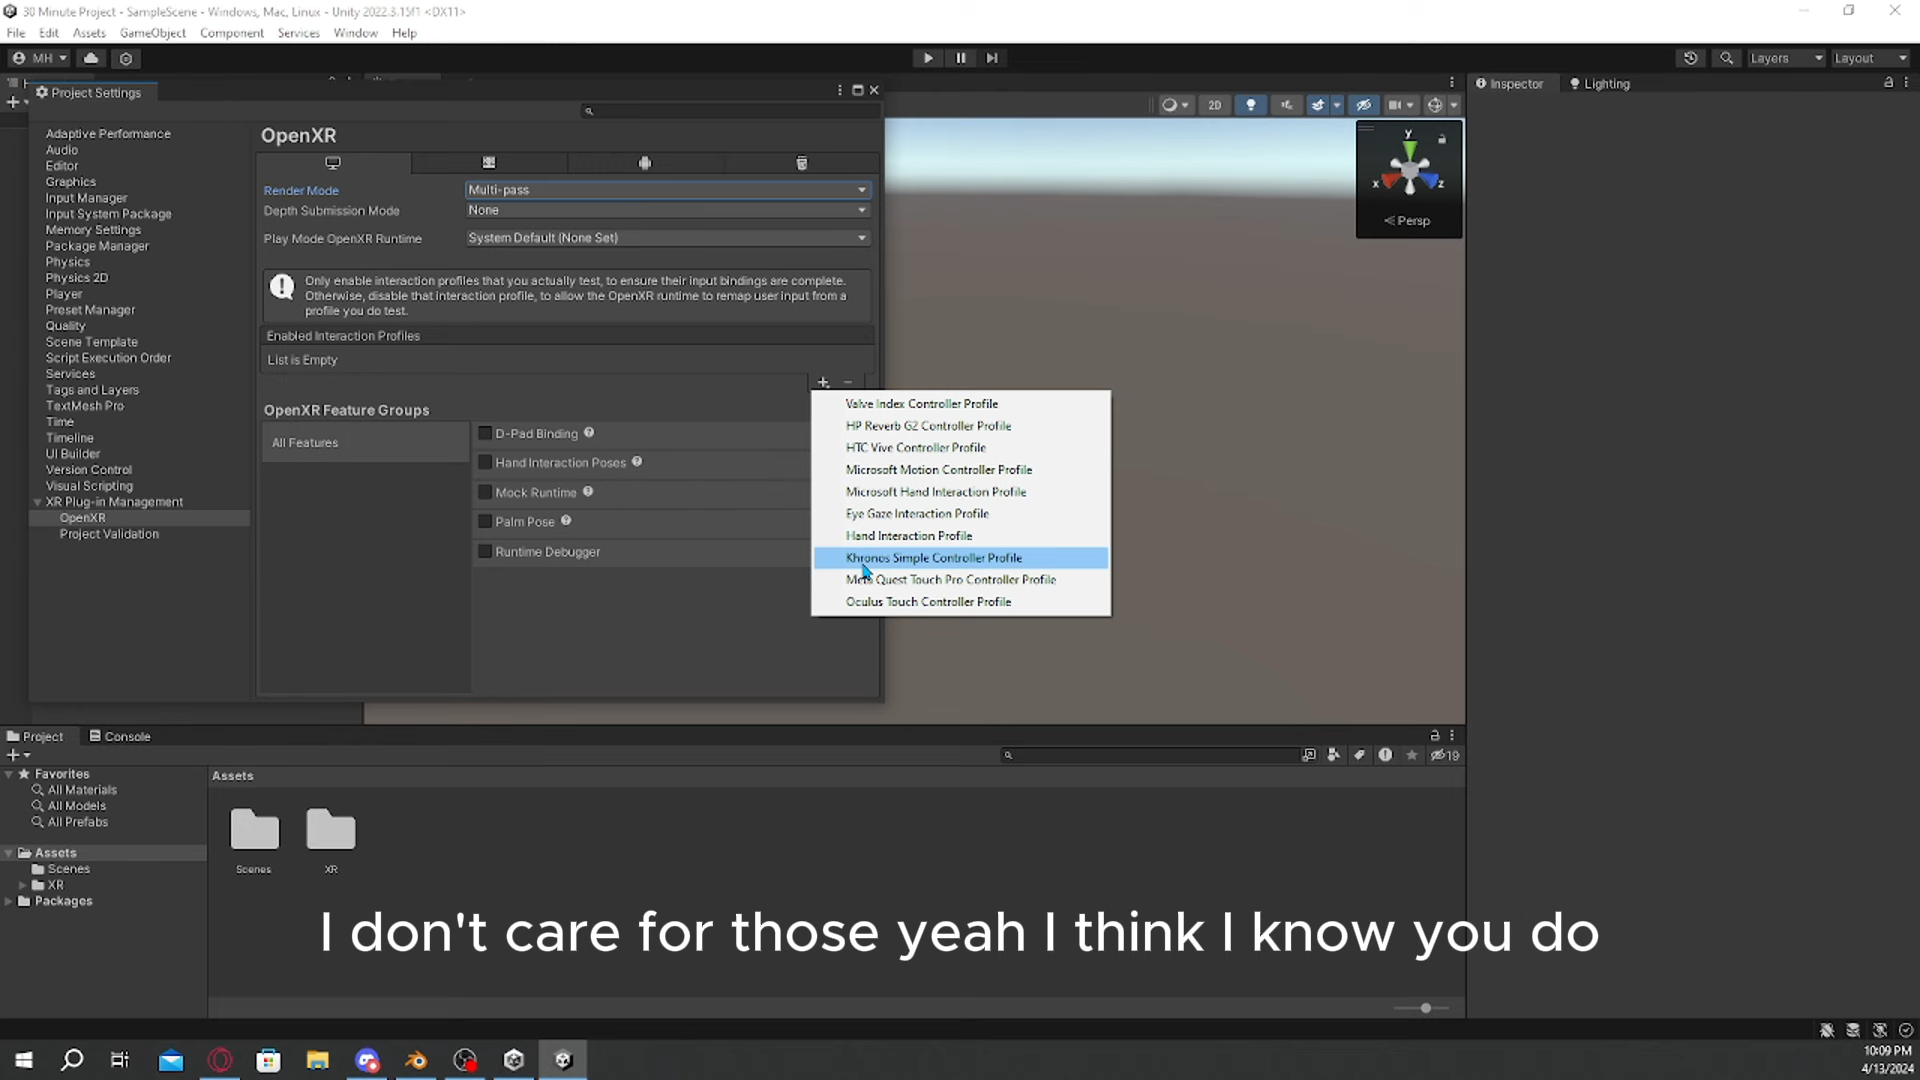 30 Minute Project - SampleScene - Windows, Mac, Linux - Unity 2022.3.15f1 <DX11>
File Edit Assets GameObject Component Services Window Help
MH Layers Layout
Project Settings
Inspector Lighting
2D
OpenXR
Adaptive Performance
Audio
Editor
Graphics
Input Manager
Input System Package
Memory Settings
Package Manager
Physics
Physics 2D
Player
Preset Manager
Quality
Scene Template
Script Execution Order
Services
Tags and Layers
TextMesh Pro
Time
Timeline
UI Builder
Version Control
Visual Scripting
XR Plug-in Management
OpenXR
Project Validation
Render Mode Multi-pass
Depth Submission Mode None
Play Mode OpenXR Runtime System Default (None Set)
Only enable interaction profiles that you actually test, to ensure their input bindings are complete.
Otherwise, disable that interaction profile, to allow the OpenXR runtime to remap user input from a
profile you do test.
Enabled Interaction Profiles
List is Empty
OpenXR Feature Groups
All Features
D-Pad Binding
Hand Interaction Poses
Mock Runtime
Palm Pose
Runtime Debugger
Valve Index Controller Profile
HP Reverb G2 Controller Profile
HTC Vive Controller Profile
Microsoft Motion Controller Profile
Microsoft Hand Interaction Profile
Eye Gaze Interaction Profile
Hand Interaction Profile
Khronos Simple Controller Profile
Meta Quest Touch Pro Controller Profile
Oculus Touch Controller Profile
y
x z
Persp
Project Console
19
Favorites
All Materials
All Models
All Prefabs
Assets
Scenes
XR
Packages
Assets
Scenes XR
I don't care for those yeah I think I know you do
10:09 PM
4/13/2024